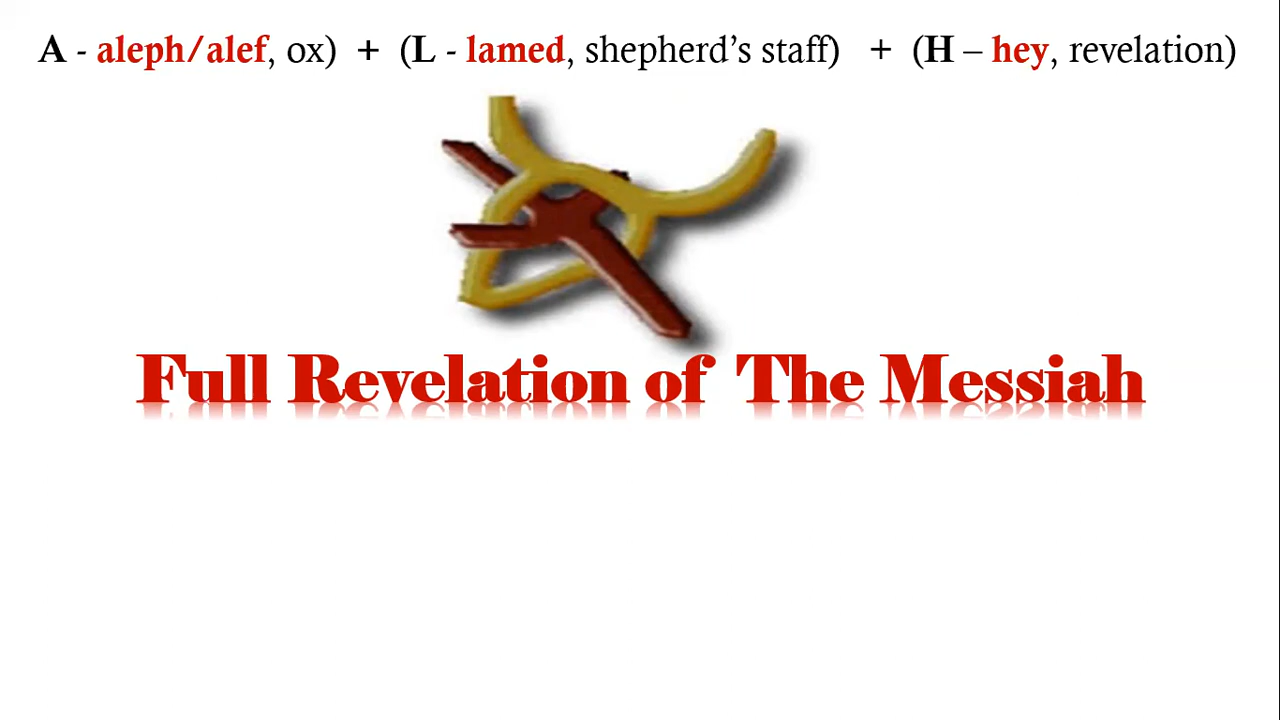 A - aleph/alef, ox) + (L - lamed, shepherd’s staff) + (H – hey, revelation)
Full Revelation of The Messiah